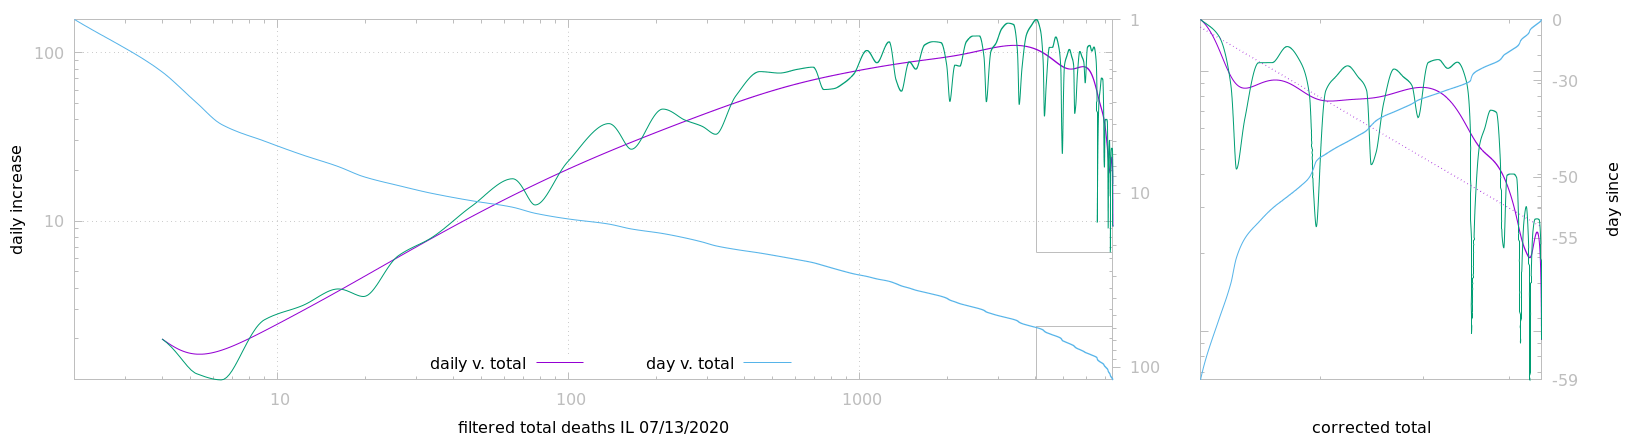 100
10
daily increase
daily v. total
day v. total
10
100
1000
filtered total deaths IL 07/13/2020
1
10
100
0
-30
-50
-55
-59
day since
corrected total